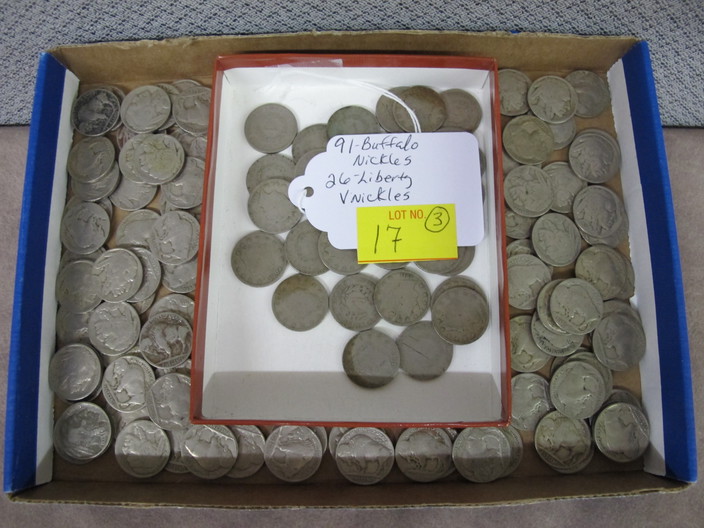 91-Buffalo
Nickles
26-Liberty
V Nickles
LOT NO. 3
17